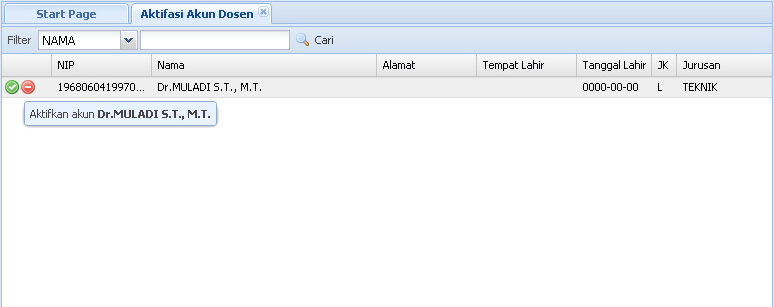 Start Page Aktifasi Akun Dosen
Filter NAMA Cari
NIP Nama Alamat Tempat Lahir Tanggal Lahir JK Jurusan
1968060419970... Dr.MULADI S.T., M.T. 0000-00-00 L TEKNIK
Aktifkan akun Dr.MULADI S.T., M.T.